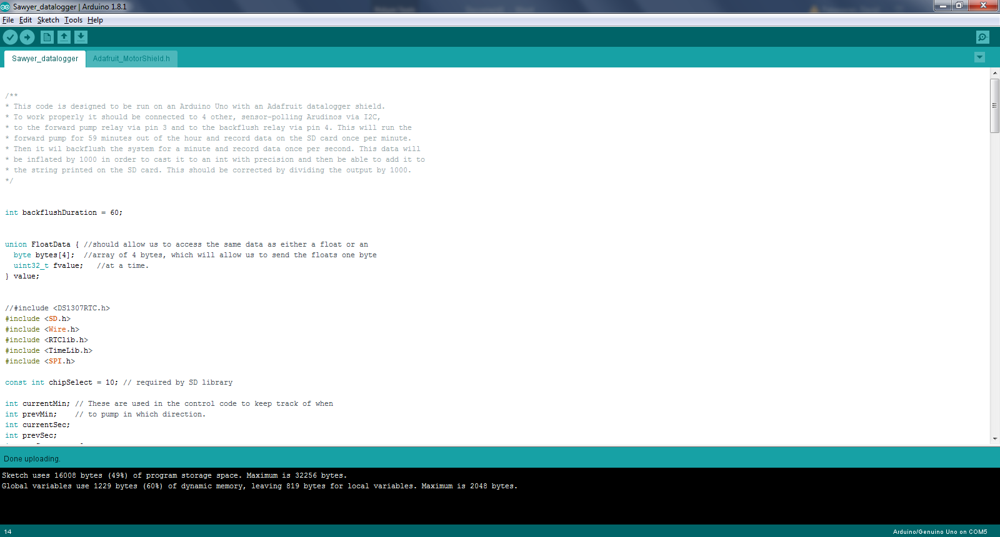 Sawyer_datalogger | Arduino 1.8.1
File Edit Sketch Tools Help
Sawyer_datalogger Adafruit_MotorShield.h
/**
* This code is designed to be run on an Arduino Uno with an Adafruit datalogger shield.
* To work properly it should be connected to 4 other, sensor-polling Arudinos via I2C,
* to the forward pump relay via pin 3 and to the backflush relay via pin 4. This will run the
* forward pump for 59 minutes out of the hour and record data on the SD card once per minute.
* Then it wil backflush the system for a minute and record data once per second. This data will
* be inflated by 1000 in order to cast it to an int with precision and then be able to add it to
* the string printed on the SD card. This should be corrected by dividing the output by 1000.
*/
int backflushDuration = 60;
union FloatData { //should allow us to access the same data as either a float or an
byte bytes[4];  //array of 4 bytes, which will allow us to send the floats one byte
uint32_t fvalue;   //at a time.
} value;
//#include <DS1307RTC.h>
#include <SD.h>
#include <Wire.h>
#include <RTClib.h>
#include <TimeLib.h>
#include <SPI.h>
const int chipSelect = 10; // required by SD library
int currentMin; // These are used in the control code to keep track of when
int prevMin;    // to pump in which direction.
int currentSec;
int prevSec;
Done uploading.
Sketch uses 16008 bytes (49%) of program storage space. Maximum is 32256 bytes.
Global variables use 1229 bytes (60%) of dynamic memory, leaving 819 bytes for local variables. Maximum is 2048 bytes.
14 Arduino/Genuino Uno on COM5